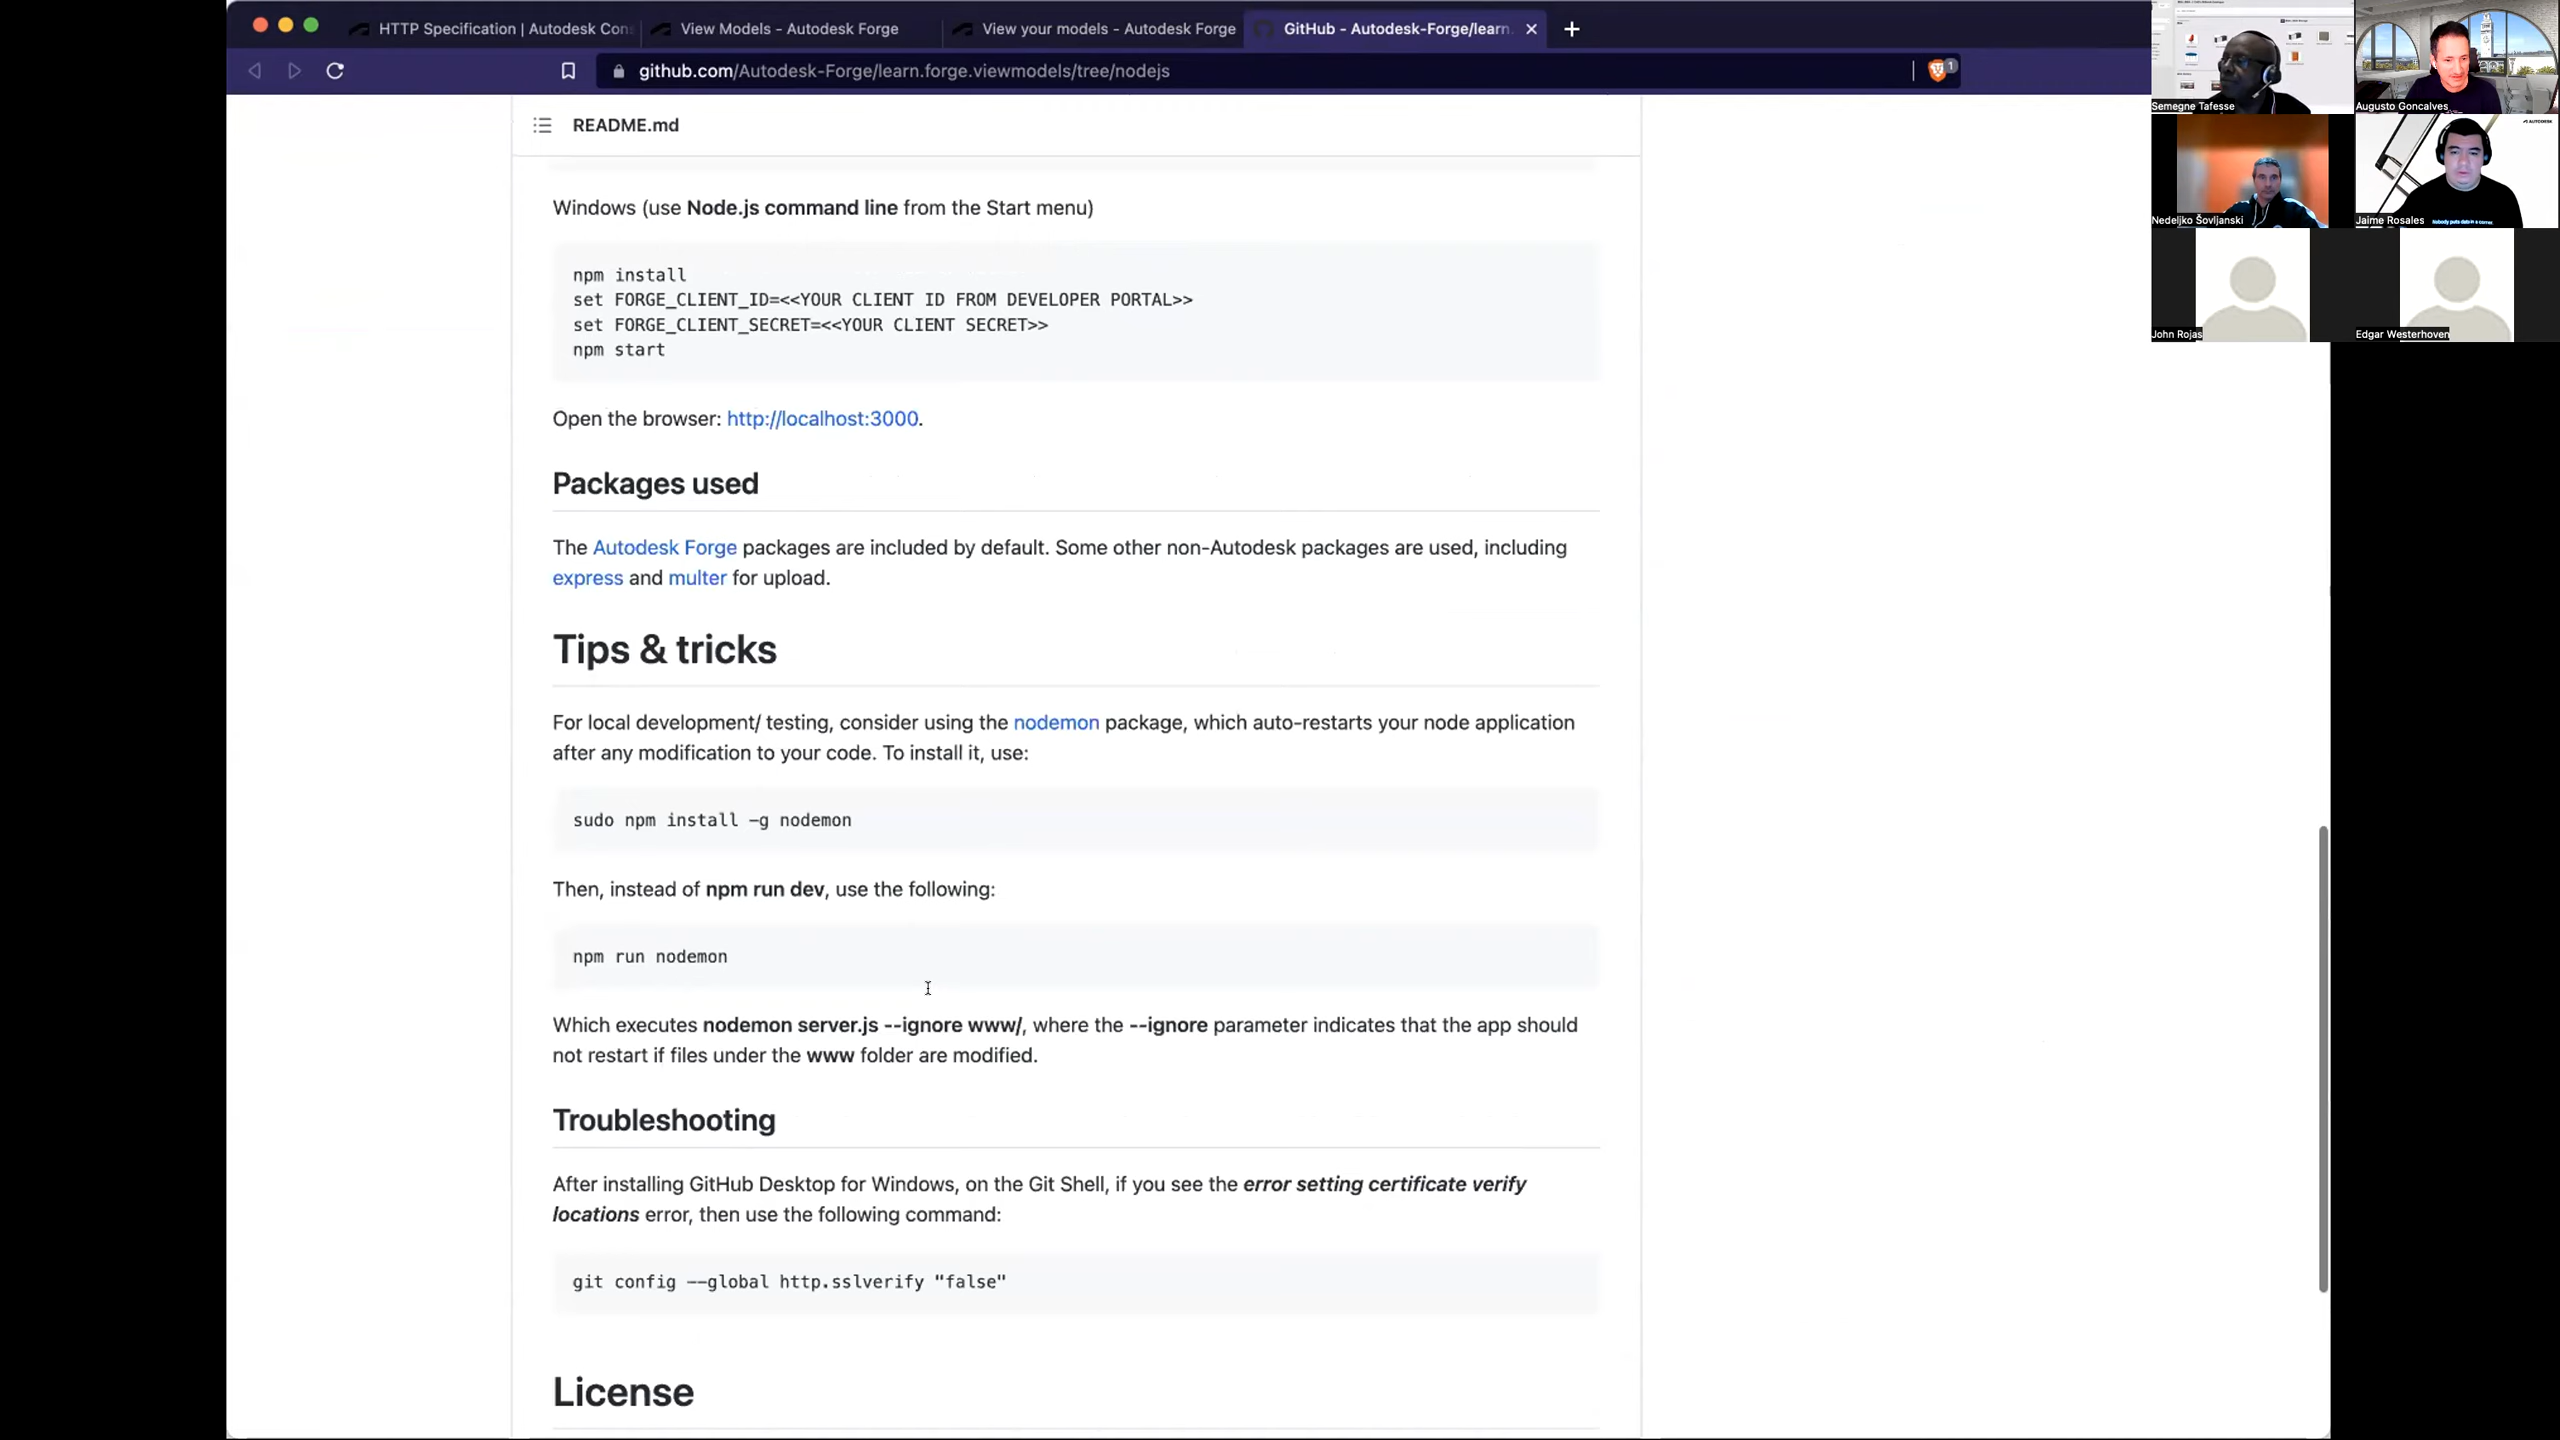 HTTP Specification | Autodesk Con
View Models - Autodesk Forge
View your models - Autodesk Forge
GitHub - Autodesk-Forge/learn.
github.com/Autodesk-Forge/learn.forge.viewmodels/tree/nodejs
1
README.md
Windows (use Node.js command line from the Start menu)
npm install
set FORGE_CLIENT_ID=<<YOUR CLIENT ID FROM DEVELOPER PORTAL>>
set FORGE_CLIENT_SECRET=<<YOUR CLIENT SECRET>>
npm start
Open the browser: http://localhost:3000.
Packages used
The Autodesk Forge packages are included by default. Some other non-Autodesk packages are used, including
express and multer for upload.
Tips & tricks
For local development/ testing, consider using the nodemon package, which auto-restarts your node application
after any modification to your code. To install it, use:
sudo npm install -g nodemon
Then, instead of npm run dev, use the following:
npm run nodemon
Which executes nodemon server.js --ignore www/, where the --ignore parameter indicates that the app should
not restart if files under the www folder are modified.
Troubleshooting
After installing GitHub Desktop for Windows, on the Git Shell, if you see the error setting certificate verify
locations error, then use the following command:
git config --global http.sslverify "false"
License
Semegne Tafesse
Augusto Goncalves
Nedeljko Šovljanski
AUTODESK
Jaime Rosales
John Rojas
Edgar Westerhoven